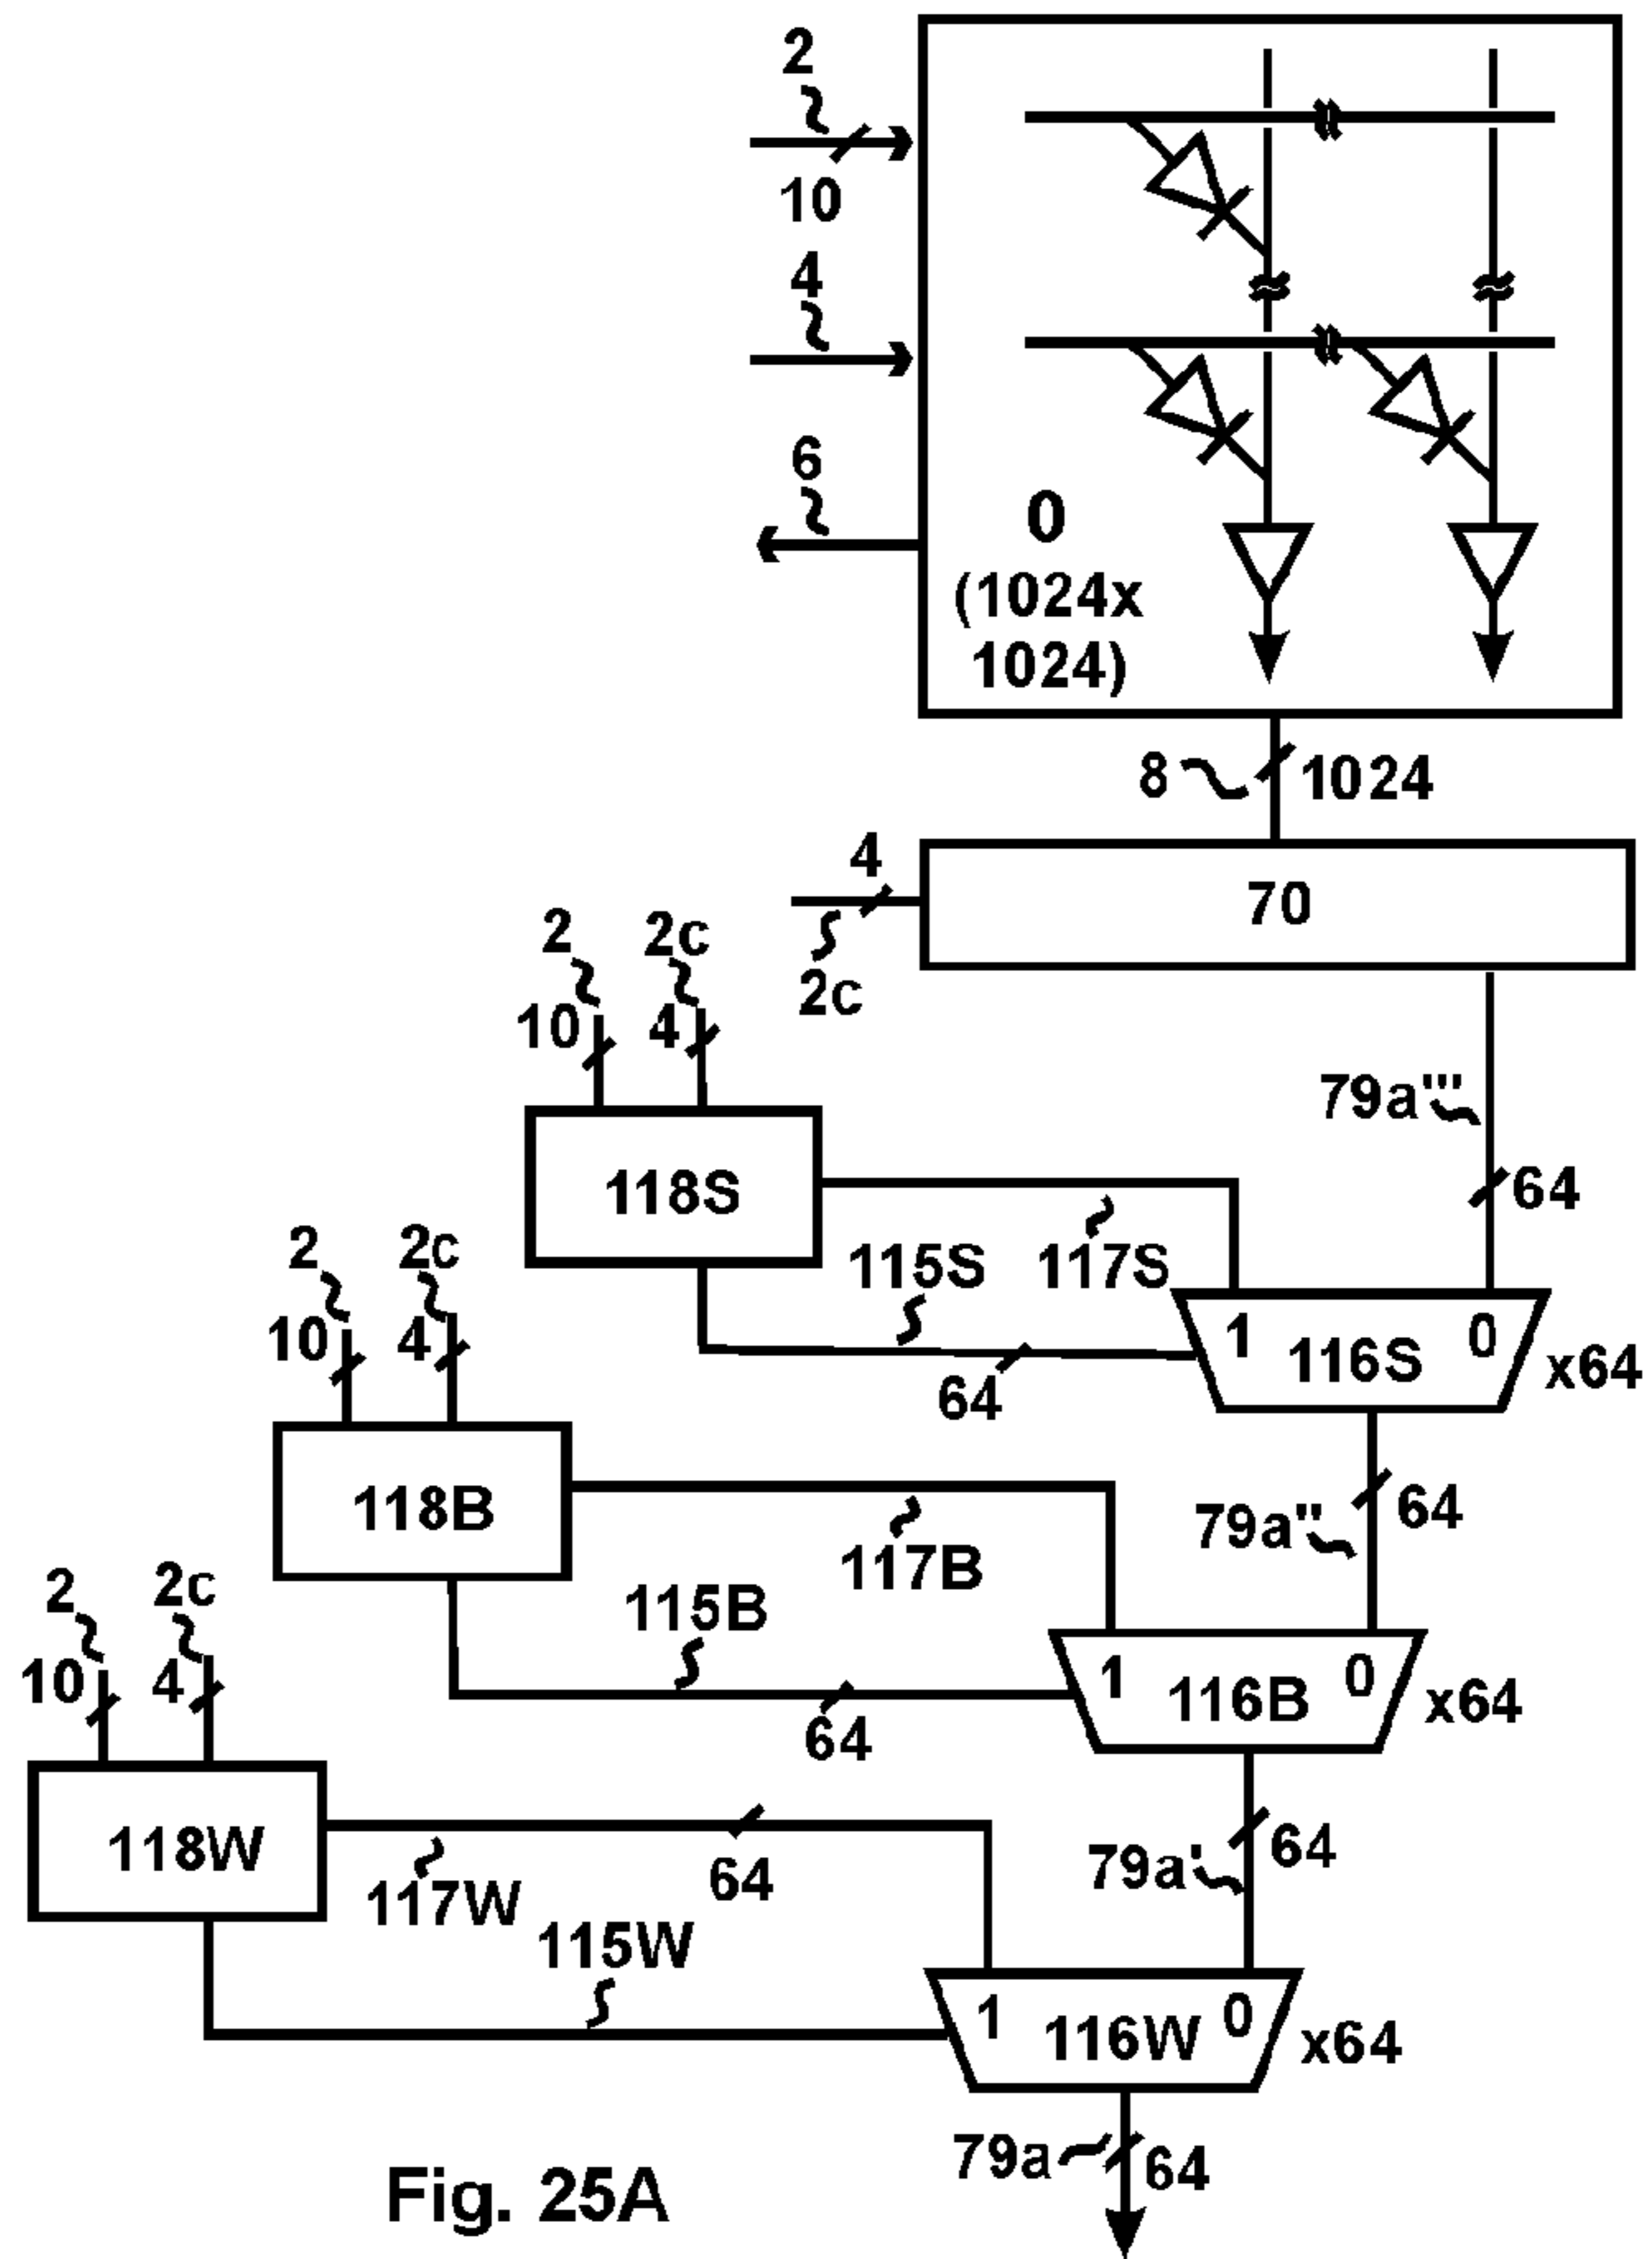 2
10
4
6
0
(1024x
1024)
8 1024
4
70
2c
2 2c
10 4
79a'''
118S
64
115S 117S
2 2c
10 4
1 116S 0 x64
64
118B
79a'' 64
117B
115B
2 2c
10 4
1 116B 0 x64
64
118W
79a' 64
117W 64
115W
1 116W 0 x64
79a 64
Fig. 25A